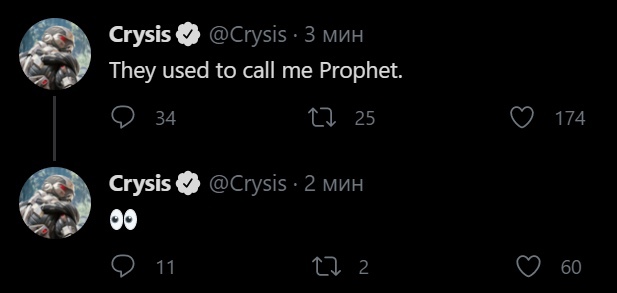 Crysis @Crysis · 3 мин
They used to call me Prophet.
34 25 174
Crysis @Crysis · 2 мин
👀
11 2 60